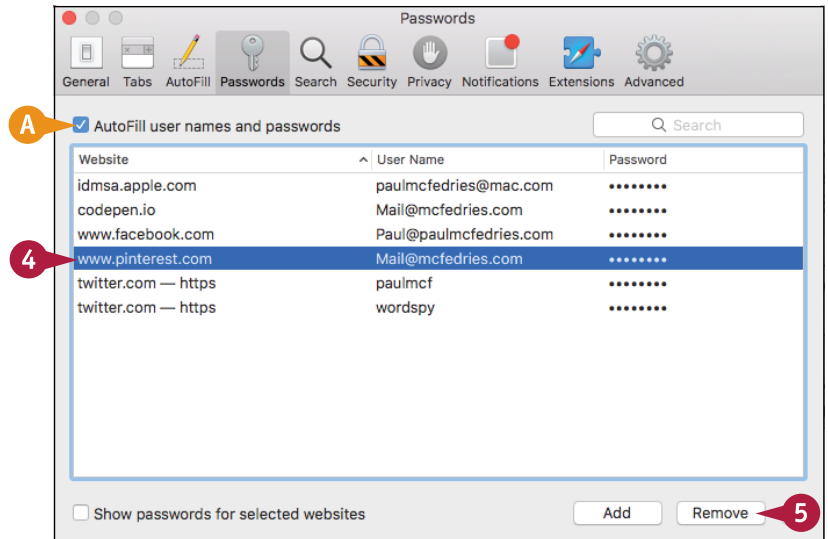 Passwords
General Tabs AutoFill Passwords Search Security Privacy Notifications Extensions Advanced
A AutoFill user names and passwords Search
Website User Name Password
idmsa.apple.com paulmcfedries@mac.com ••••••••
codepen.io Mail@mcfedries.com ••••••••
www.facebook.com Paul@paulmcfedries.com ••••••••
4 www.pinterest.com Mail@mcfedries.com ••••••••
twitter.com — https paulmcf ••••••••
twitter.com — https wordspy ••••••••
Show passwords for selected websites Add Remove 5